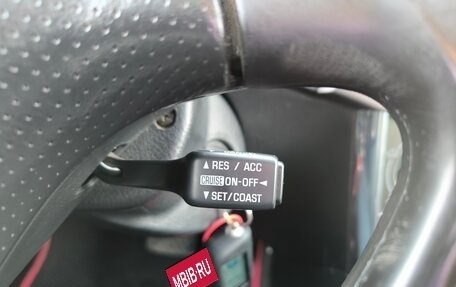 ▲ RES / ACC
CRUISE ON-OFF ◄
▼ SET/COAST
MBIB.RU